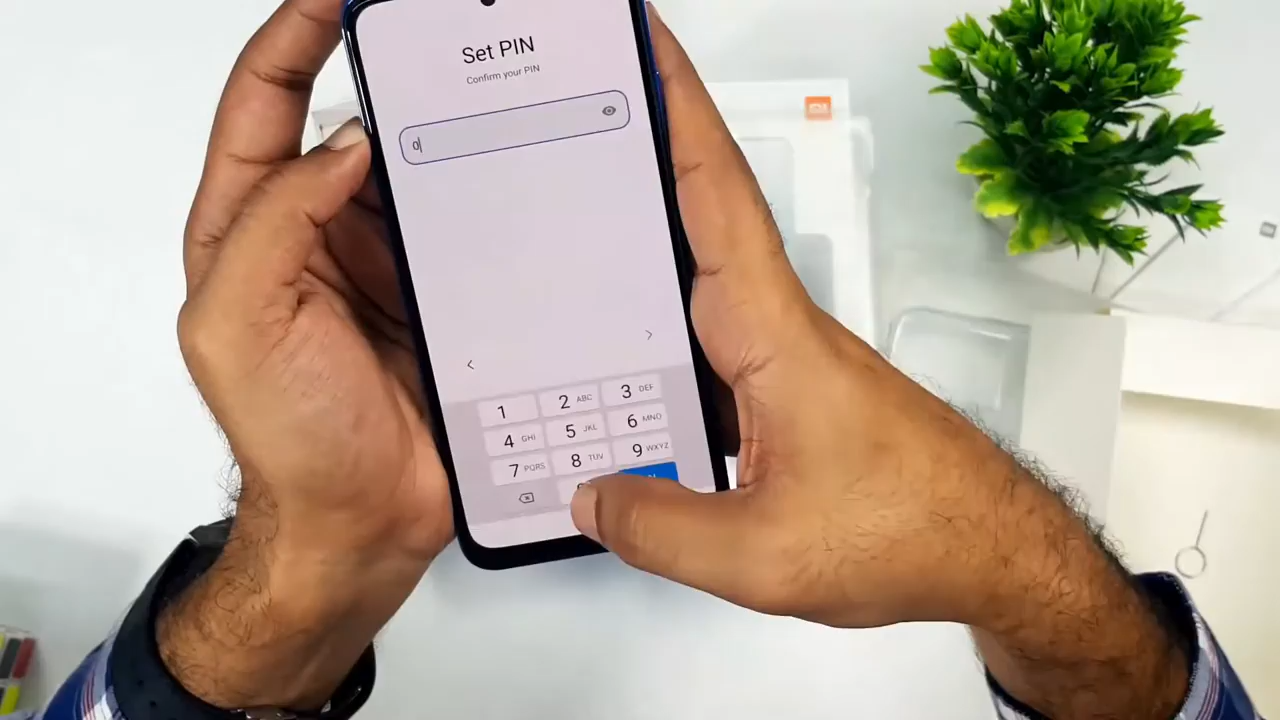 Set PIN
Confirm your PIN
0
1 2 ABC 3 DEF
4 GHI 5 JKL 6 MNO
7 PQRS 8 TUV 9 WXYZ